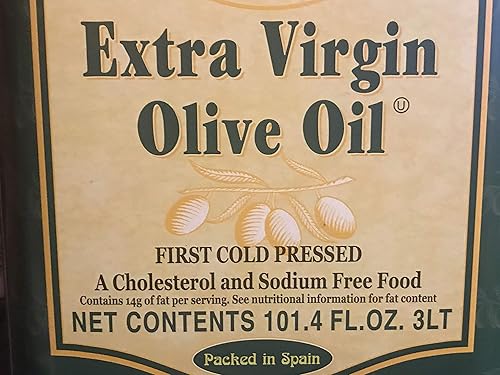 Extra Virgin
Olive Oil Ⓤ
FIRST COLD PRESSED
A Cholesterol and Sodium Free Food
Contains 14g of fat per serving. See nutritional information for fat content
NET CONTENTS 101.4 FL.OZ. 3LT
Packed in Spain